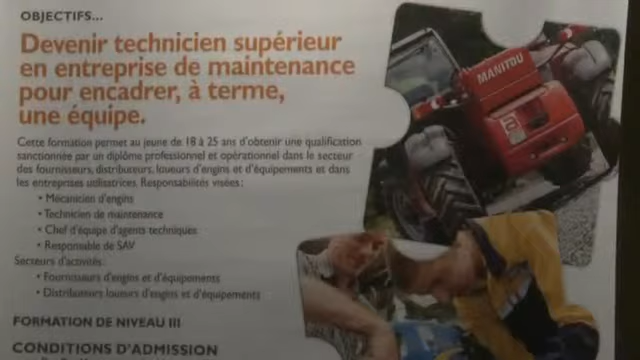 OBJECTIFS...
Devenir technicien supérieur
en entreprise de maintenance
pour encadrer, à terme,
une équipe.
Cette formation permet au jeune de 18 à 25 ans d'obtenir une qualification
sanctionnée par un diplôme professionnel et opérationnel dans le secteur
des fournisseurs, distributeurs, loueurs d'engins et d'équipements et dans
les entreprises utilisatrices. Responsabilités visées :
• Mécanicien d'engins
• Technicien de maintenance
• Chef d'équipe d'agents techniques
• Responsable de SAV
Secteurs d'activités :
• Fournisseurs d'engins et d'équipements
• Distributeurs loueurs d'engins et d'équipements
FORMATION DE NIVEAU III
CONDITIONS D'ADMISSION
MANITOU